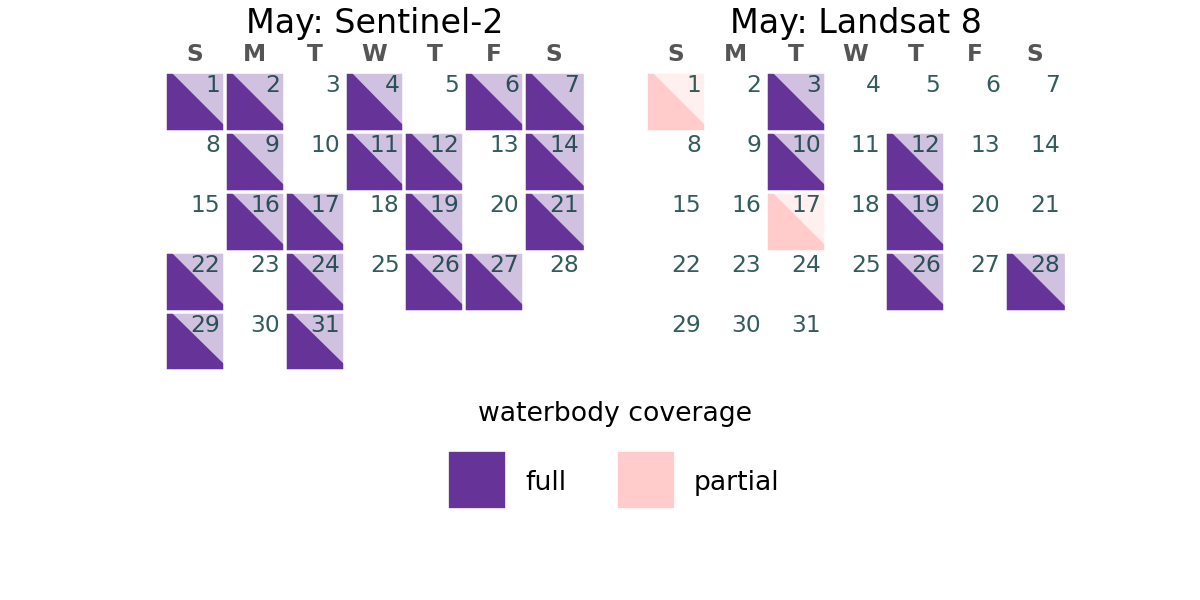 May: Sentinel-2
S M T W T F S
1 2 3 4 5 6 7
8 9 10 11 12 13 14
15 16 17 18 19 20 21
22 23 24 25 26 27 28
29 30 31
May: Landsat 8
S M T W T F S
1 2 3 4 5 6 7
8 9 10 11 12 13 14
15 16 17 18 19 20 21
22 23 24 25 26 27 28
29 30 31
waterbody coverage
full partial